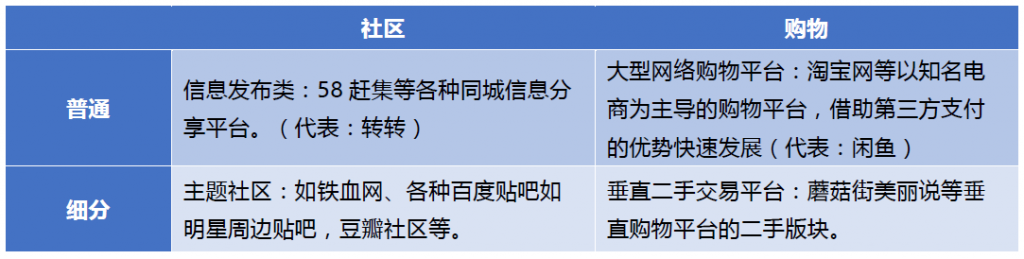 社区
购物
普通
信息发布类：58 赶集等各种同城信息分
享平台。（代表：转转）
大型网络购物平台：淘宝网等以知名电
商为主导的购物平台，借助第三方支付
的优势快速发展（代表：闲鱼）
细分
主题社区：如铁血网、各种百度贴吧如
明星周边贴吧，豆瓣社区等。
垂直二手交易平台：蘑菇街美丽说等垂
直购物平台的二手版块。